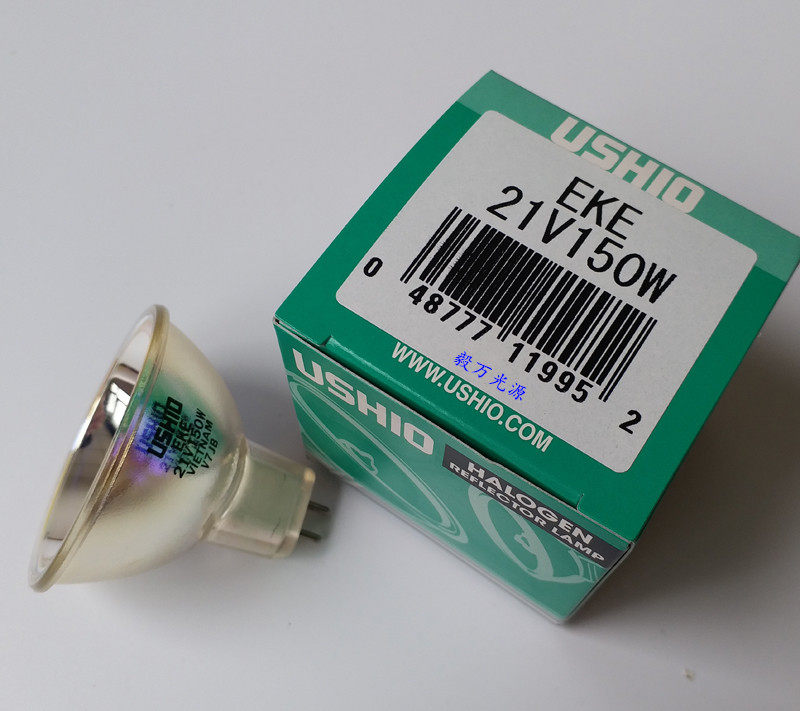 USHIO
EKE
21V150W
0 48777 11995 2
毅万光源
WWW.USHIO.COM
USHIO
HALOGEN
REFLECTOR LAMP
USHIO
EKE
21V150W
VIETNAM